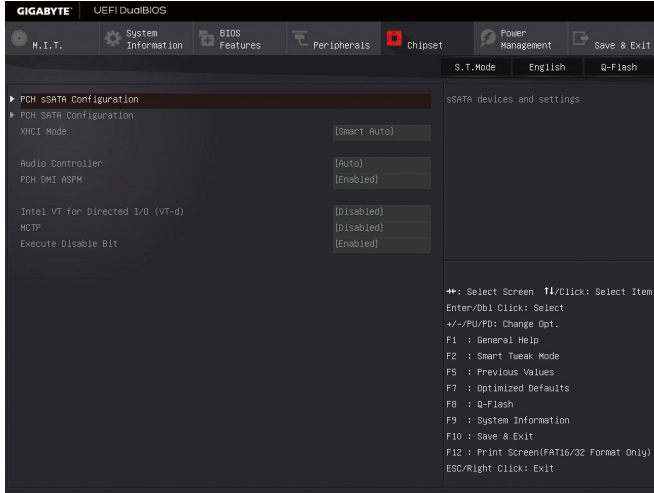 GIGABYTE™ UEFI DualBIOS
M.I.T.
System Information
BIOS Features
Peripherals
Chipset
Power Management
Save & Exit
S.T.Mode English Q-Flash
PCH sSATA Configuration
PCH SATA Configuration
XHCI Mode [Smart Auto]
Audio Controller [Auto]
PCH DMI ASPM [Enabled]
Intel VT for Directed I/O (VT-d) [Disabled]
MCTP [Disabled]
Execute Disable Bit [Enabled]
sSATA devices and settings
→←: Select Screen ↑↓/Click: Select Item
Enter/Dbl Click: Select
+/-/PU/PD: Change Opt.
F1 : General Help
F2 : Smart Tweak Mode
F5 : Previous Values
F7 : Optimized Defaults
F8 : Q-Flash
F9 : System Information
F10 : Save & Exit
F12 : Print Screen(FAT16/32 Format Only)
ESC/Right Click: Exit